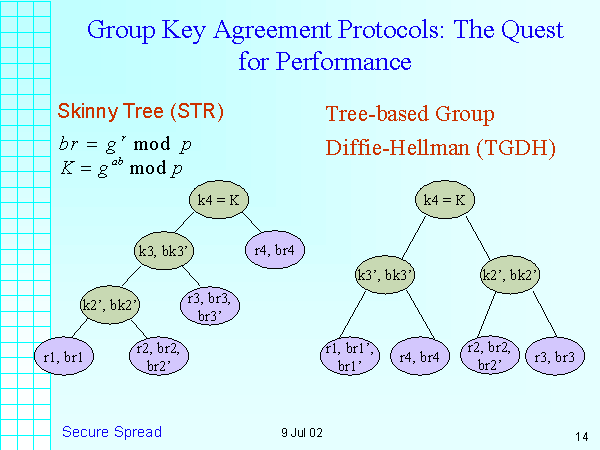 Group Key Agreement Protocols: The Quest
for Performance
Skinny Tree (STR)
br = g^r mod p
K = g^ab mod p
k4 = K
k3, bk3’
r4, br4
k2’, bk2’
r3, br3,
br3’
r1, br1
r2, br2,
br2’
Tree-based Group
Diffie-Hellman (TGDH)
k4 = K
k3’, bk3’
k2’, bk2’
r1, br1’,
br1’
r4, br4
r2, br2,
br2’
r3, br3
Secure Spread
9 Jul 02
14